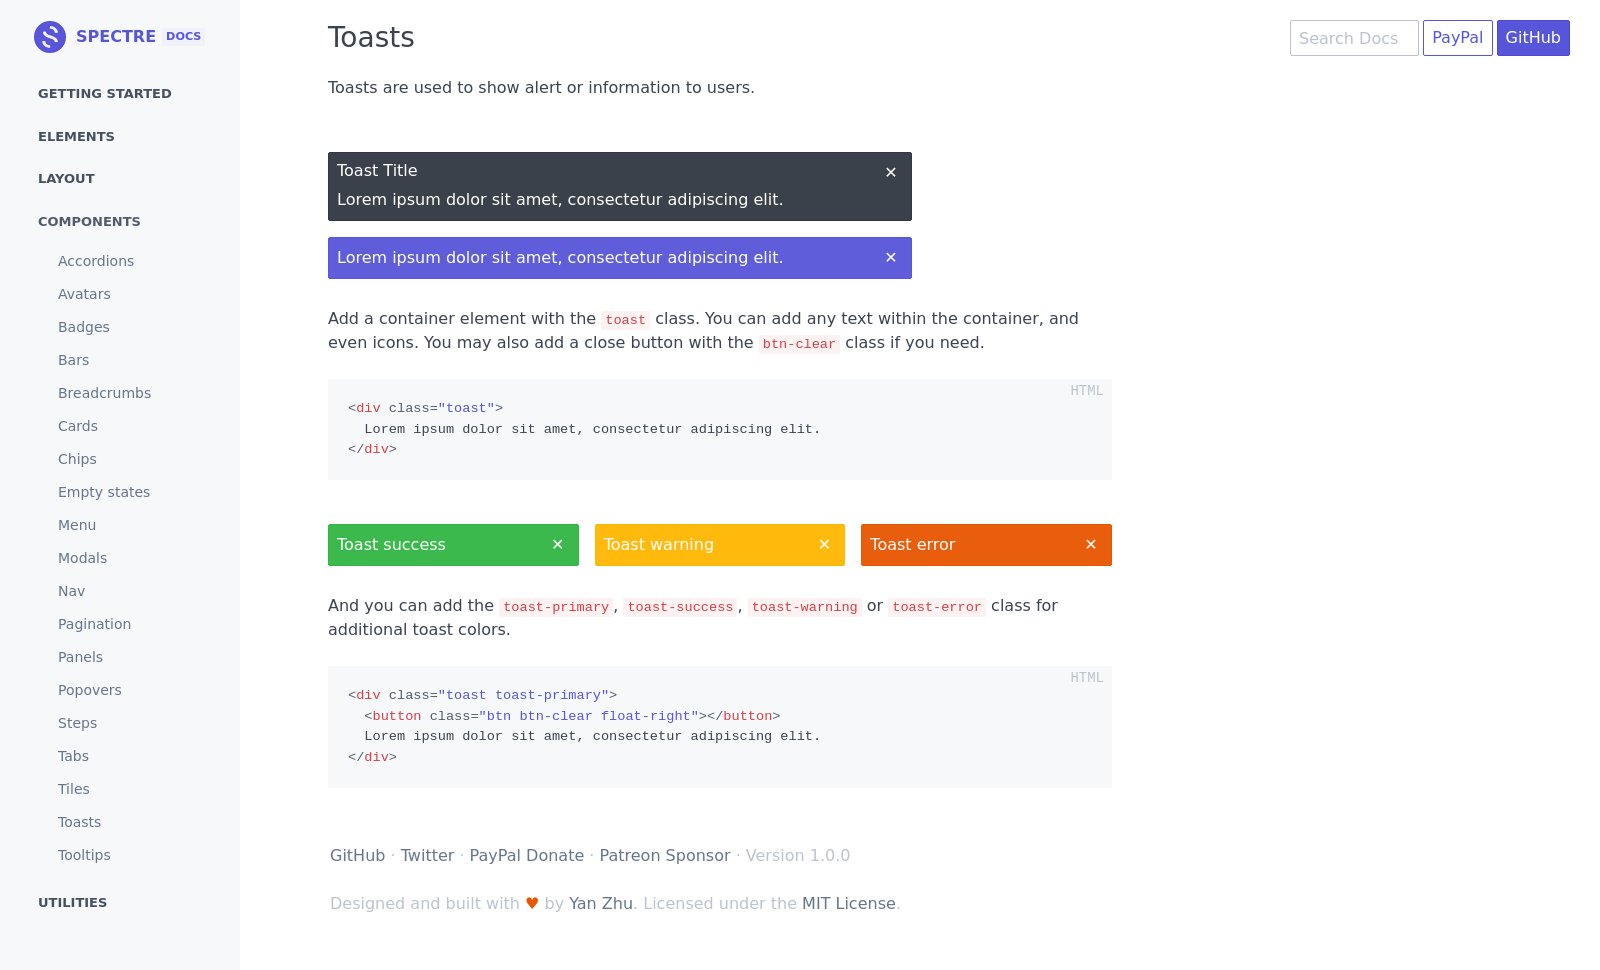 SPECTRE DOCS
GETTING STARTED
ELEMENTS
LAYOUT
COMPONENTS
Accordions
Avatars
Badges
Bars
Breadcrumbs
Cards
Chips
Empty states
Menu
Modals
Nav
Pagination
Panels
Popovers
Steps
Tabs
Tiles
Toasts
Tooltips
UTILITIES
Toasts
Search Docs
PayPal
GitHub
Toasts are used to show alert or information to users.
Toast Title
Lorem ipsum dolor sit amet, consectetur adipiscing elit.
Lorem ipsum dolor sit amet, consectetur adipiscing elit.
Add a container element with the toast class. You can add any text within the container, and
even icons. You may also add a close button with the btn-clear class if you need.
HTML
<div class="toast">
  Lorem ipsum dolor sit amet, consectetur adipiscing elit.
</div>
Toast success
Toast warning
Toast error
And you can add the toast-primary, toast-success, toast-warning or toast-error class for
additional toast colors.
HTML
<div class="toast toast-primary">
  <button class="btn btn-clear float-right"></button>
  Lorem ipsum dolor sit amet, consectetur adipiscing elit.
</div>
GitHub · Twitter · PayPal Donate · Patreon Sponsor · Version 1.0.0
Designed and built with ♥ by Yan Zhu. Licensed under the MIT License.